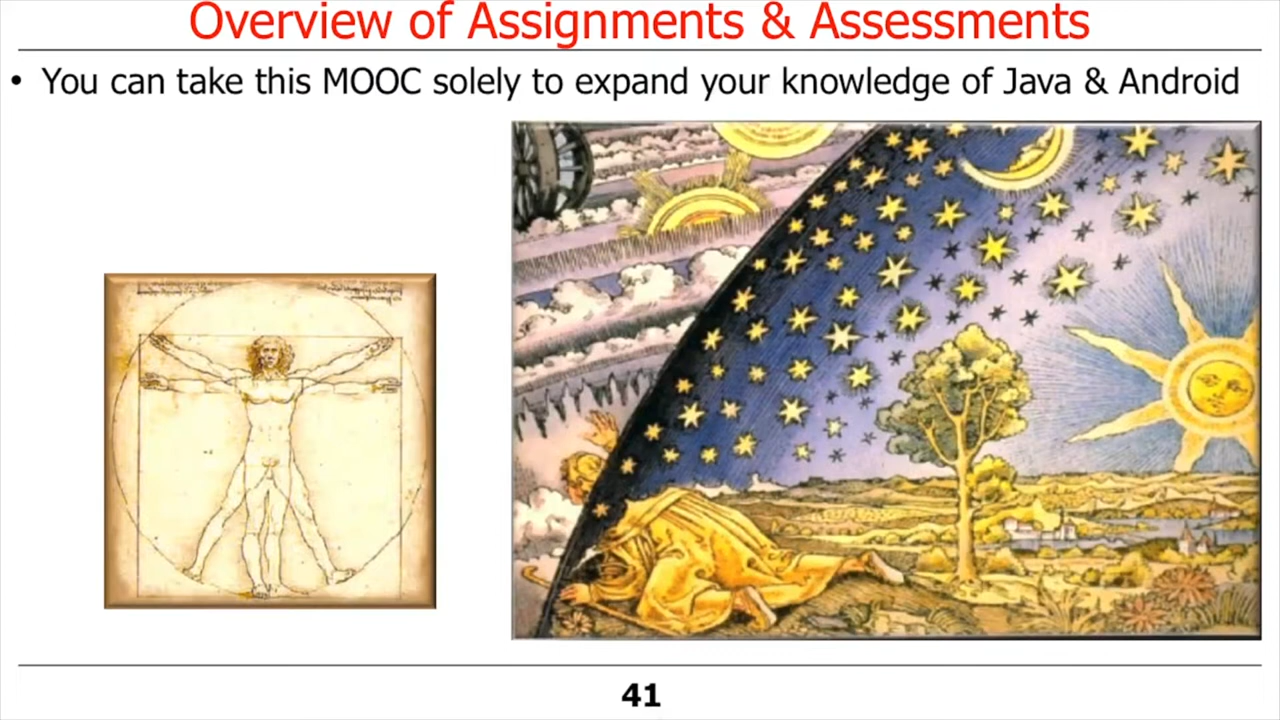 Overview of Assignments & Assessments
• You can take this MOOC solely to expand your knowledge of Java & Android
41